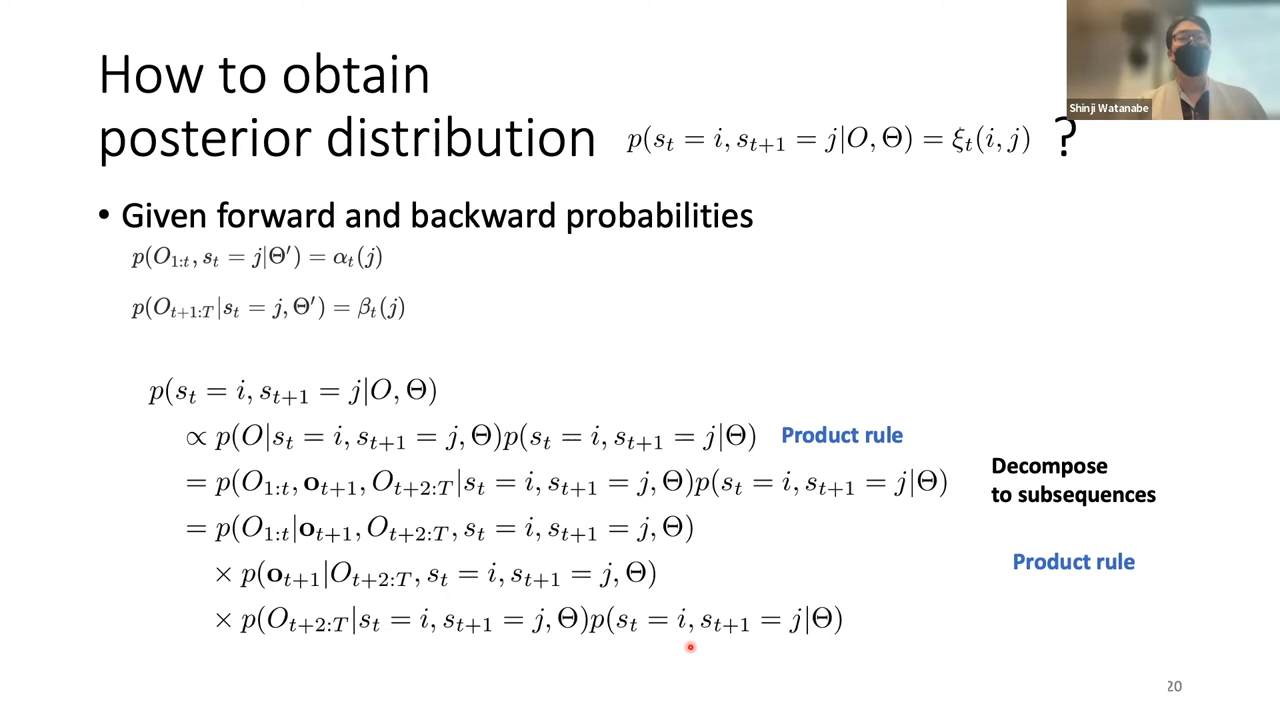 How to obtain
posterior distribution p(s_t = i, s_{t+1} = j|O, Θ) = ξ_t(i, j) ?
Shinji Watanabe
• Given forward and backward probabilities
p(O_{1:t}, s_t = j|Θ′) = α_t(j)
p(O_{t+1:T}|s_t = j, Θ′) = β_t(j)
p(s_t = i, s_{t+1} = j|O, Θ)
∝ p(O|s_t = i, s_{t+1} = j, Θ)p(s_t = i, s_{t+1} = j|Θ) Product rule
= p(O_{1:t}, **o**_{t+1}, O_{t+2:T}|s_t = i, s_{t+1} = j, Θ)p(s_t = i, s_{t+1} = j|Θ)
Decompose
to subsequences
= p(O_{1:t}|**o**_{t+1}, O_{t+2:T}, s_t = i, s_{t+1} = j, Θ)
Product rule
× p(**o**_{t+1}|O_{t+2:T}, s_t = i, s_{t+1} = j, Θ)
× p(O_{t+2:T}|s_t = i, s_{t+1} = j, Θ)p(s_t = i, s_{t+1} = j|Θ)
20